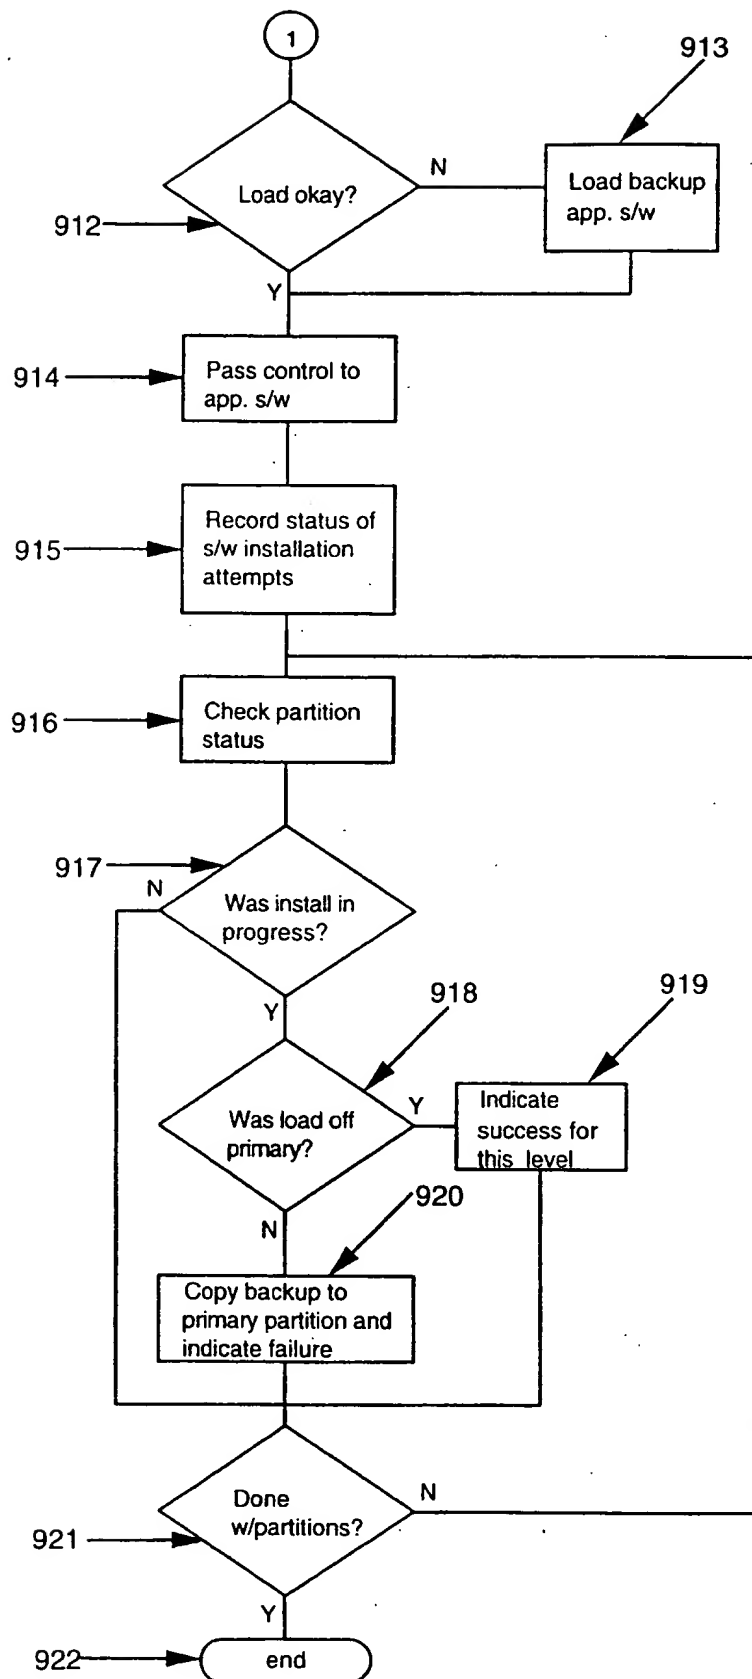 1
913
N
Load okay?
Load backup
app. s/w
912
Y
914
Pass control to
app. s/w
915
Record status of
s/w installation
attempts
916
Check partition
status
917
N
Was install in
progress?
Y
918
919
Was load off
primary?
Y
Indicate
success for
this level
N
920
Copy backup to
primary partition and
indicate failure
Done
w/partitions?
N
921
Y
922
end